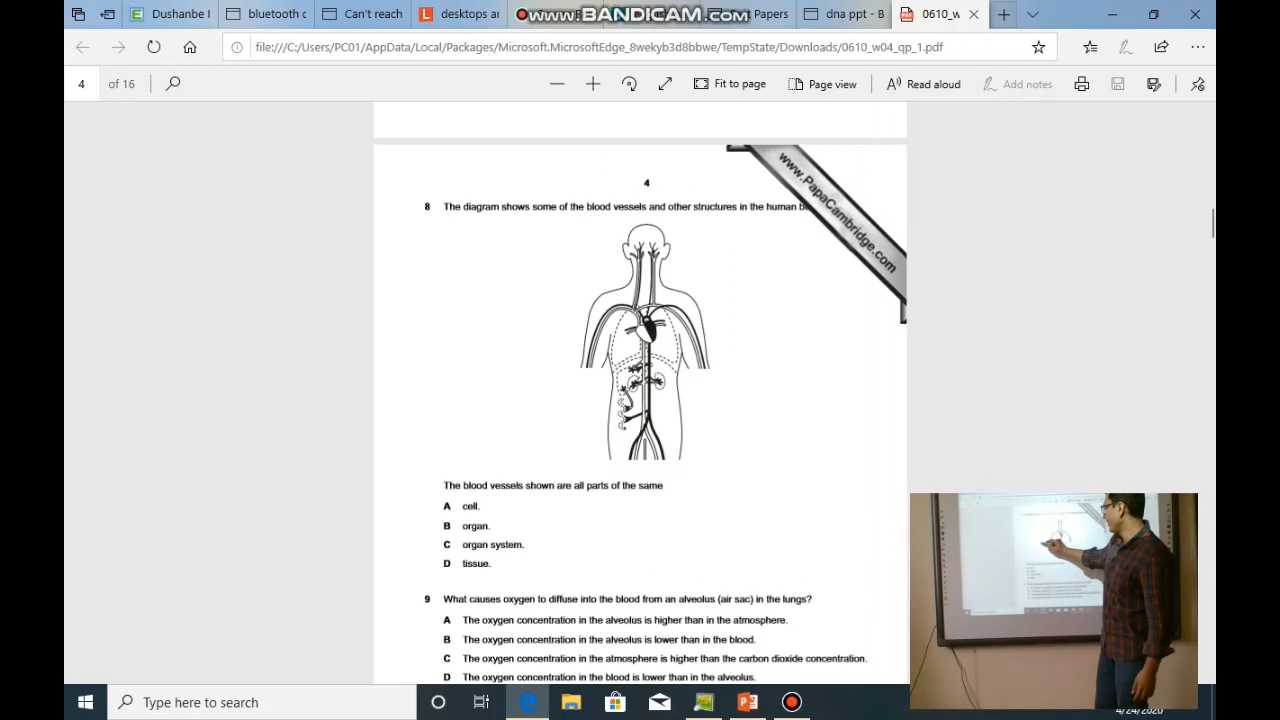 Dushanbe I
bluetooth c
Can't reach
desktops ar
www.BANDICAM.com
Papers
dna ppt - B
0610_w
file:///C:/Users/PC01/AppData/Local/Packages/Microsoft.MicrosoftEdge_8wekyb3d8bbwe/TempState/Downloads/0610_w04_qp_1.pdf
4 of 16
Fit to page
Page view
Read aloud
Add notes
www.PapaCambridge.com
4
8 The diagram shows some of the blood vessels and other structures in the human b
The blood vessels shown are all parts of the same
A cell.
B organ.
C organ system.
D tissue.
9 What causes oxygen to diffuse into the blood from an alveolus (air sac) in the lungs?
A The oxygen concentration in the alveolus is higher than in the atmosphere.
B The oxygen concentration in the alveolus is lower than in the blood.
C The oxygen concentration in the atmosphere is higher than the carbon dioxide concentration.
D The oxygen concentration in the blood is lower than in the alveolus.
Type here to search
4/24/2020